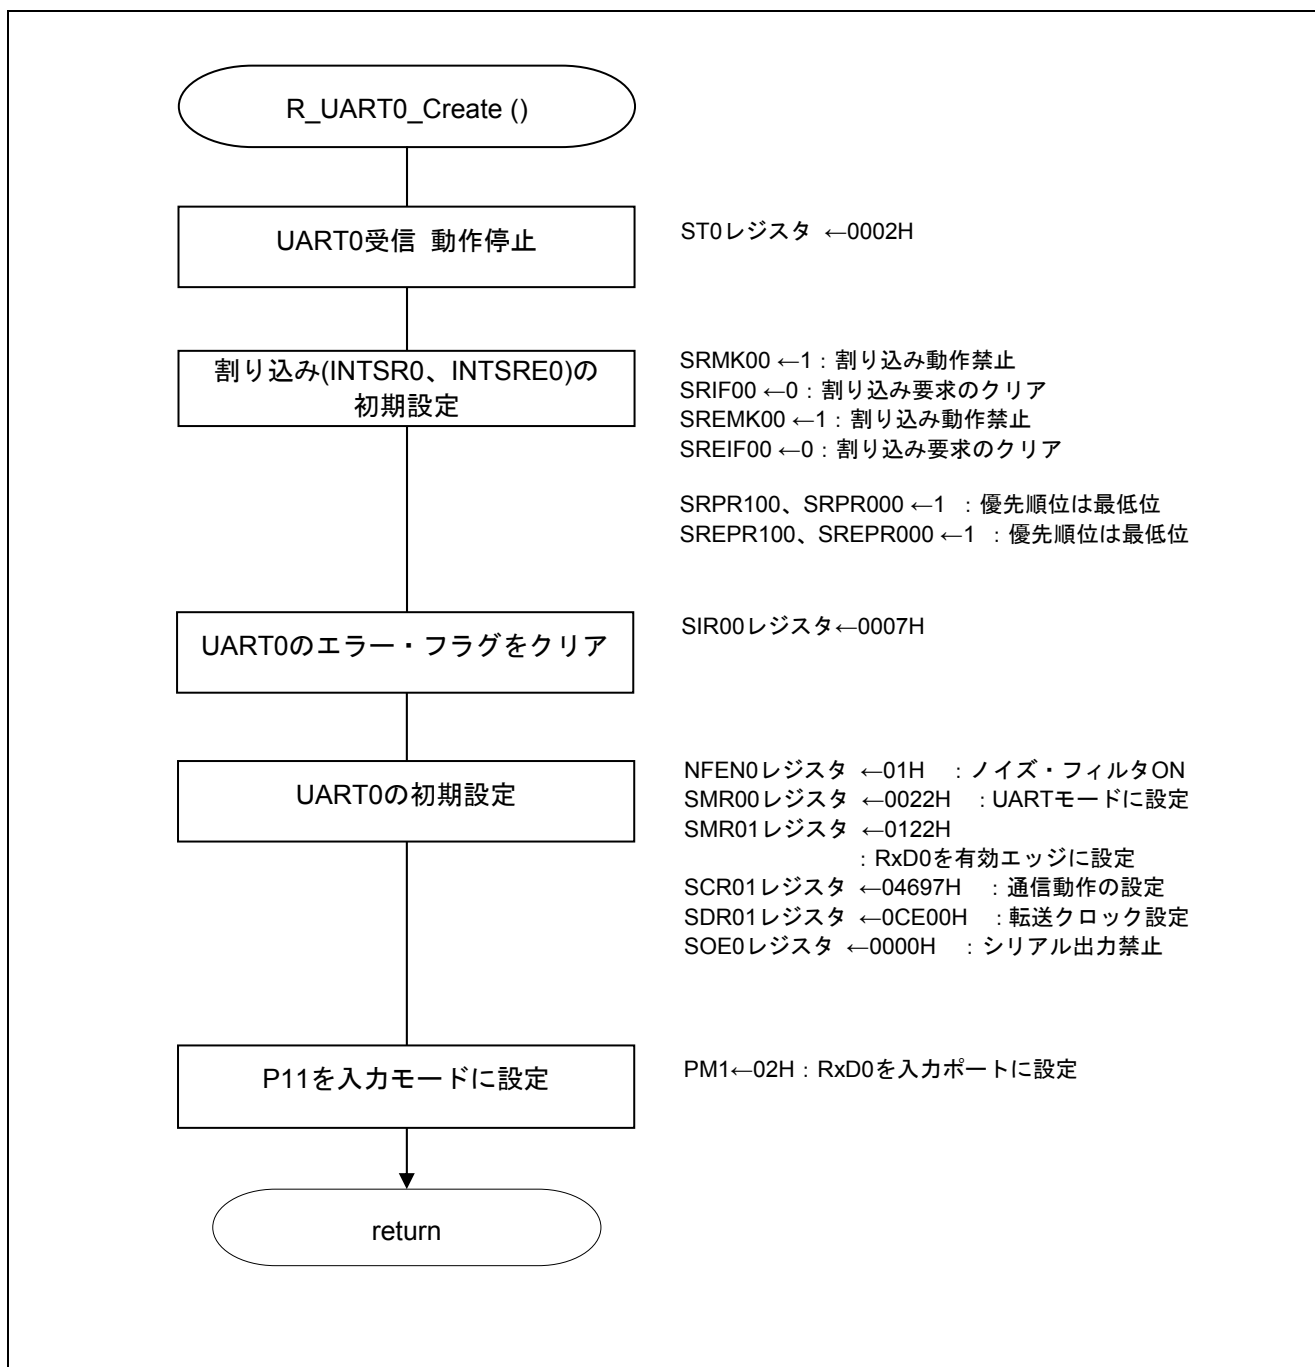 R_UART0_Create ()
UART0受信 動作停止
ST0レジスタ ←0002H
割り込み(INTSR0、INTSRE0)の
初期設定
SRMK00 ←1：割り込み動作禁止
SRIF00 ←0：割り込み要求のクリア
SREMK00 ←1：割り込み動作禁止
SREIF00 ←0：割り込み要求のクリア
SRPR100、SRPR000 ←1 ：優先順位は最低位
SREPR100、SREPR000 ←1 ：優先順位は最低位
UART0のエラー・フラグをクリア
SIR00レジスタ←0007H
UART0の初期設定
NFEN0レジスタ ←01H ：ノイズ・フィルタON
SMR00レジスタ ←0022H ：UARTモードに設定
SMR01レジスタ ←0122H
：RxD0を有効エッジに設定
SCR01レジスタ ←04697H ：通信動作の設定
SDR01レジスタ ←0CE00H ：転送クロック設定
SOE0レジスタ ←0000H ：シリアル出力禁止
P11を入力モードに設定
PM1←02H：RxD0を入力ポートに設定
return